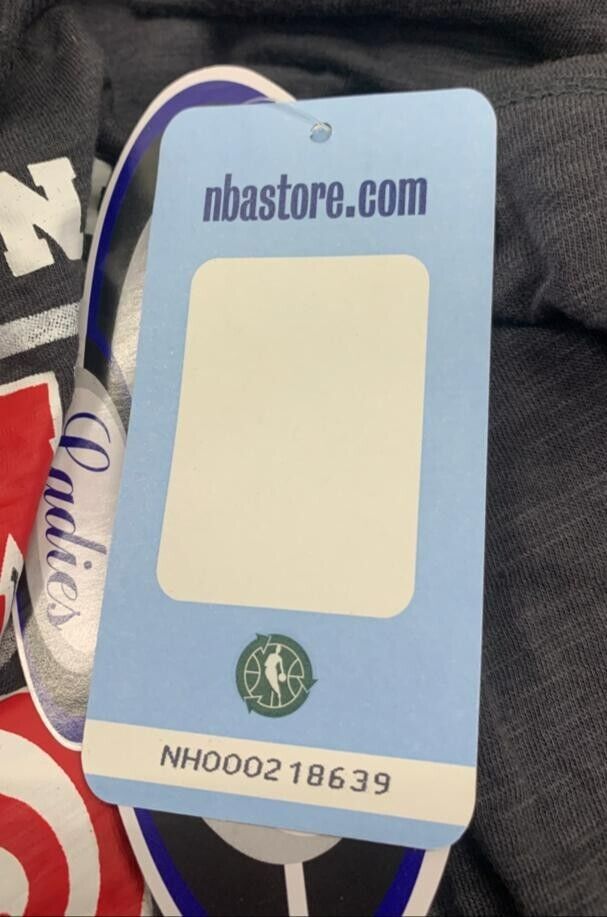 nbastore.com
Ladies
NH000218639
N